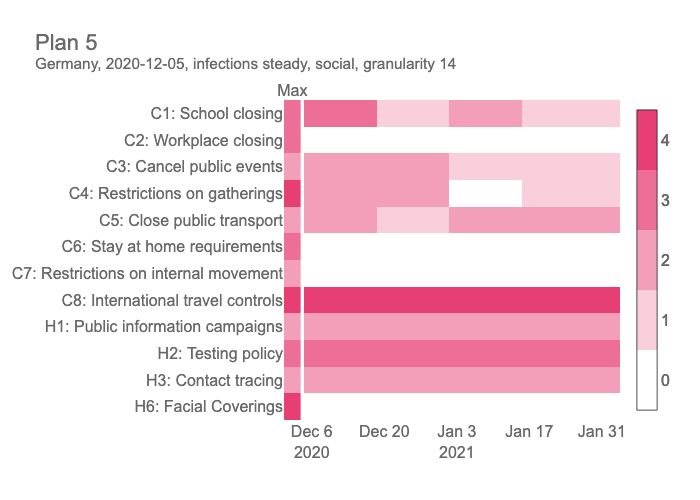 Plan 5
Germany, 2020-12-05, infections steady, social, granularity 14
Max
C1: School closing
C2: Workplace closing
C3: Cancel public events
C4: Restrictions on gatherings
C5: Close public transport
C6: Stay at home requirements
C7: Restrictions on internal movement
C8: International travel controls
H1: Public information campaigns
H2: Testing policy
H3: Contact tracing
H6: Facial Coverings
4
3
2
1
0
Dec 6 Dec 20 Jan 3 Jan 17 Jan 31
2020 2021